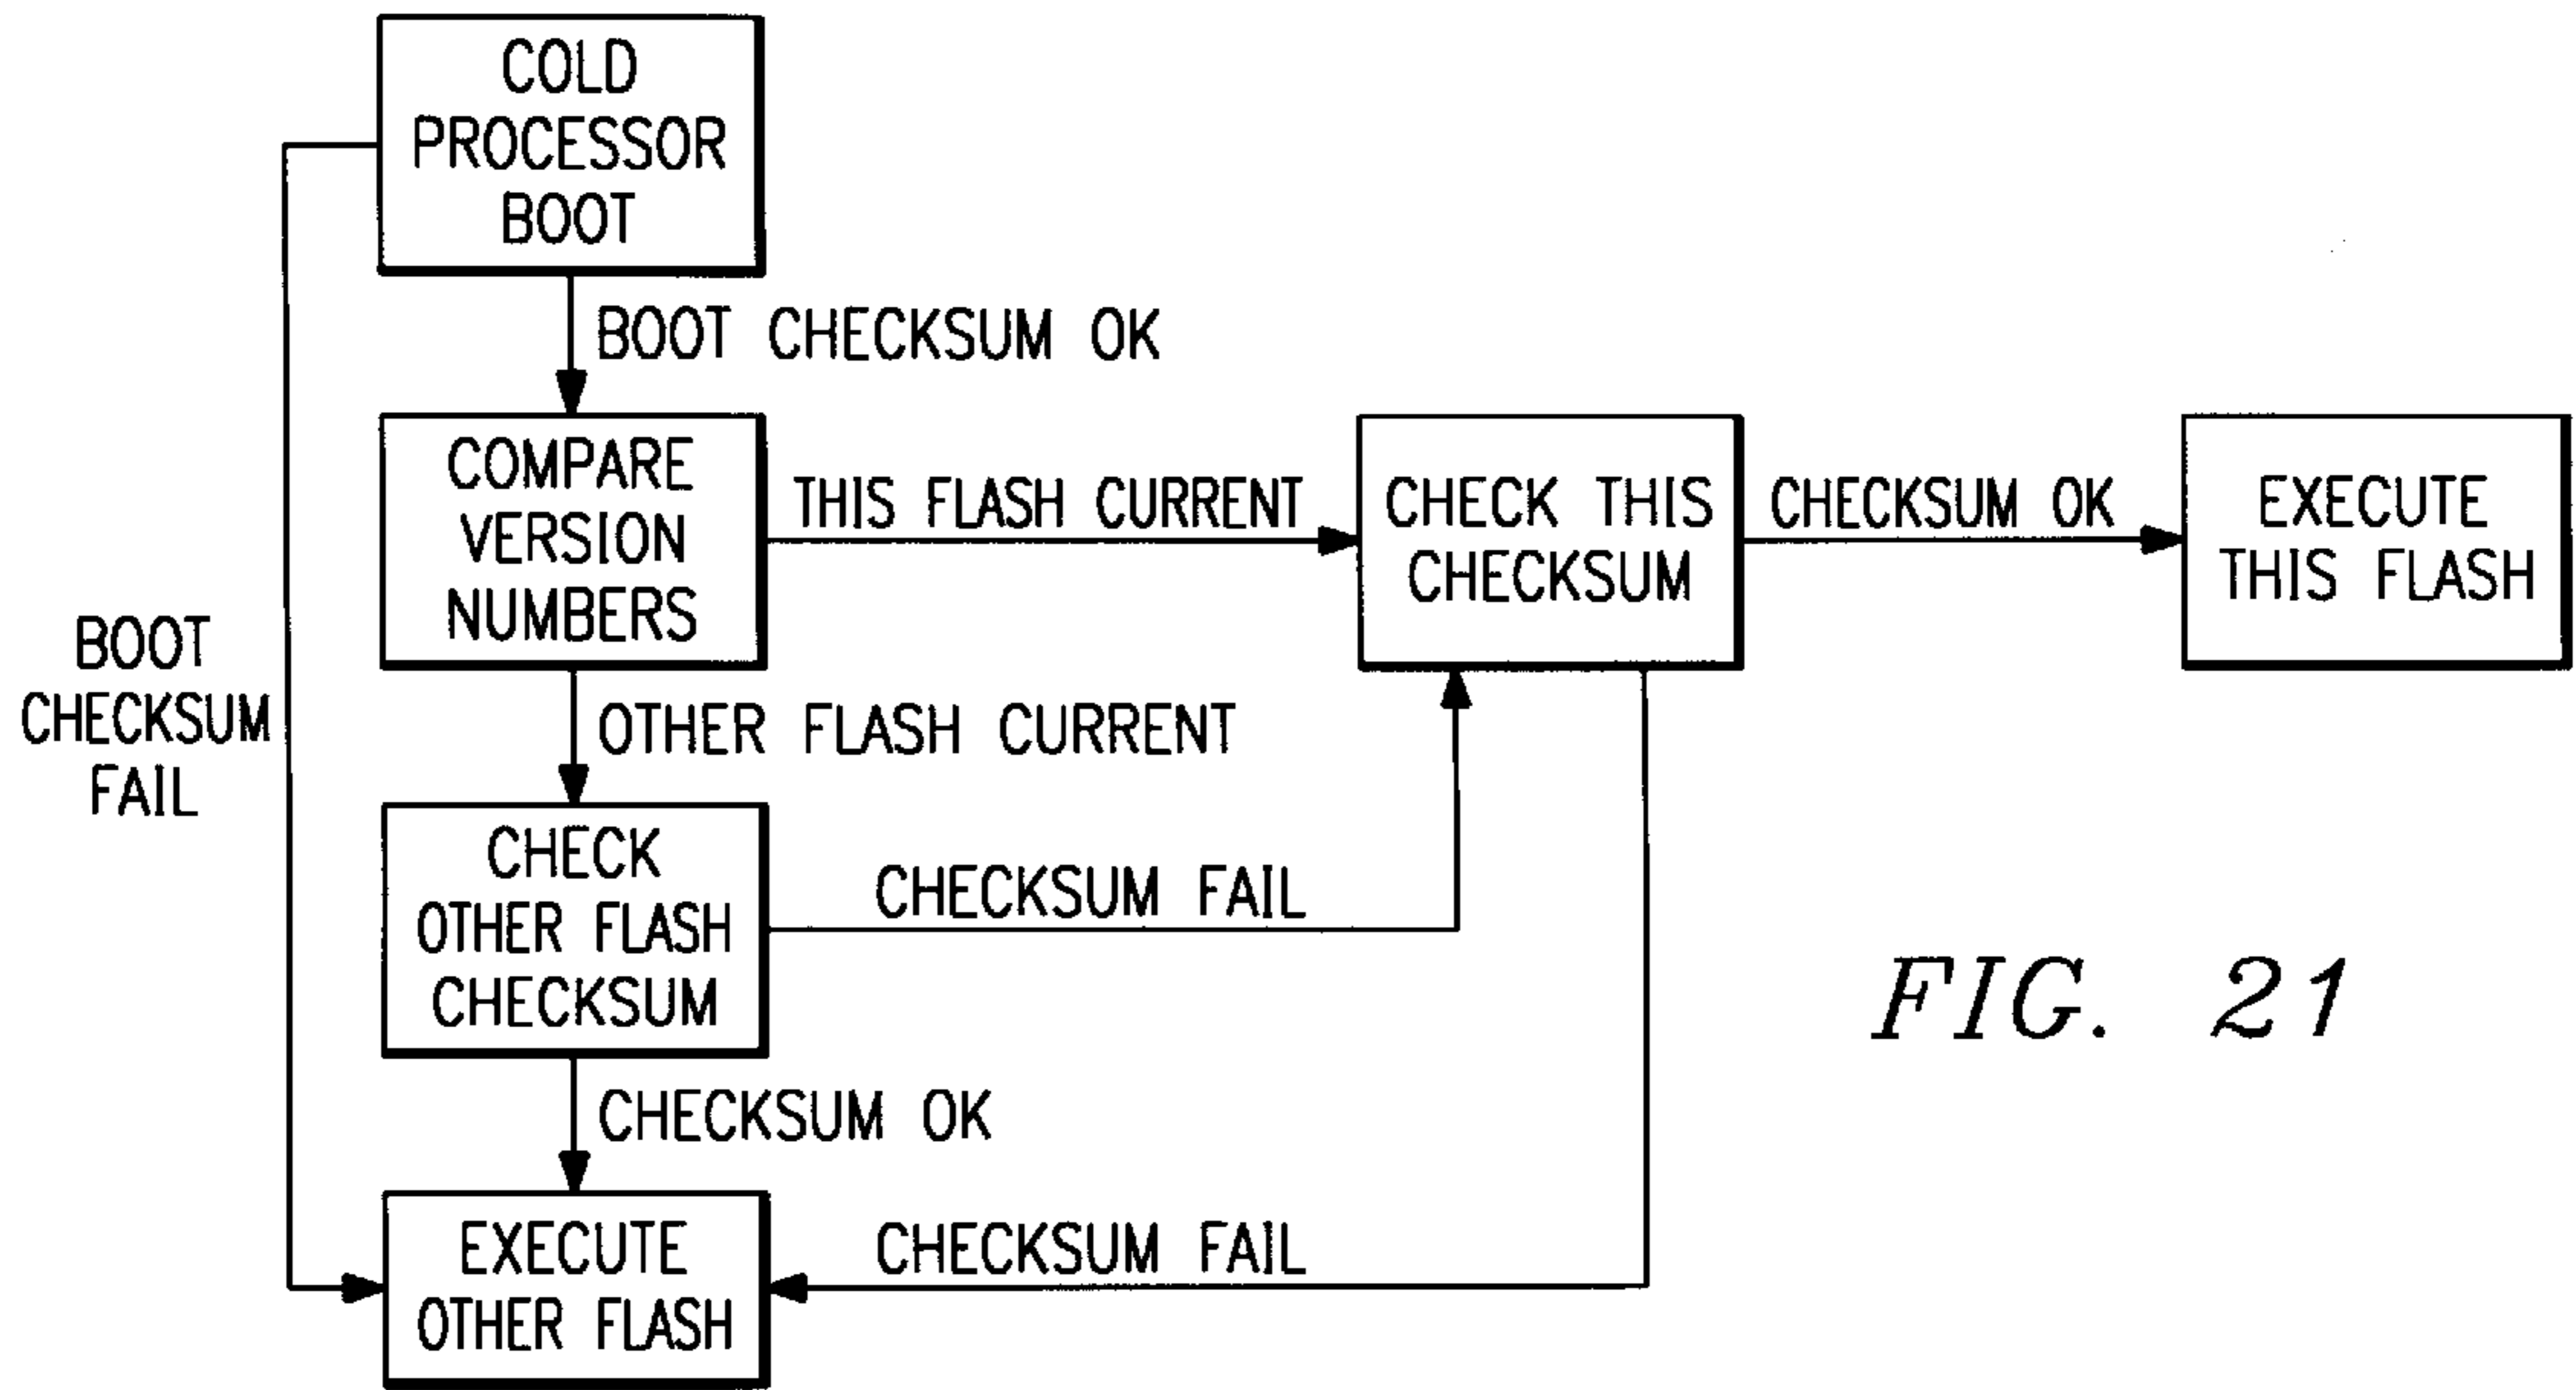 COLD
PROCESSOR
BOOT
BOOT CHECKSUM OK
COMPARE
VERSION
NUMBERS
THIS FLASH CURRENT
CHECK THIS
CHECKSUM
CHECKSUM OK
EXECUTE
THIS FLASH
BOOT
CHECKSUM
FAIL
OTHER FLASH CURRENT
CHECK
OTHER FLASH
CHECKSUM
CHECKSUM FAIL
CHECKSUM OK
EXECUTE
OTHER FLASH
CHECKSUM FAIL
FIG. 21